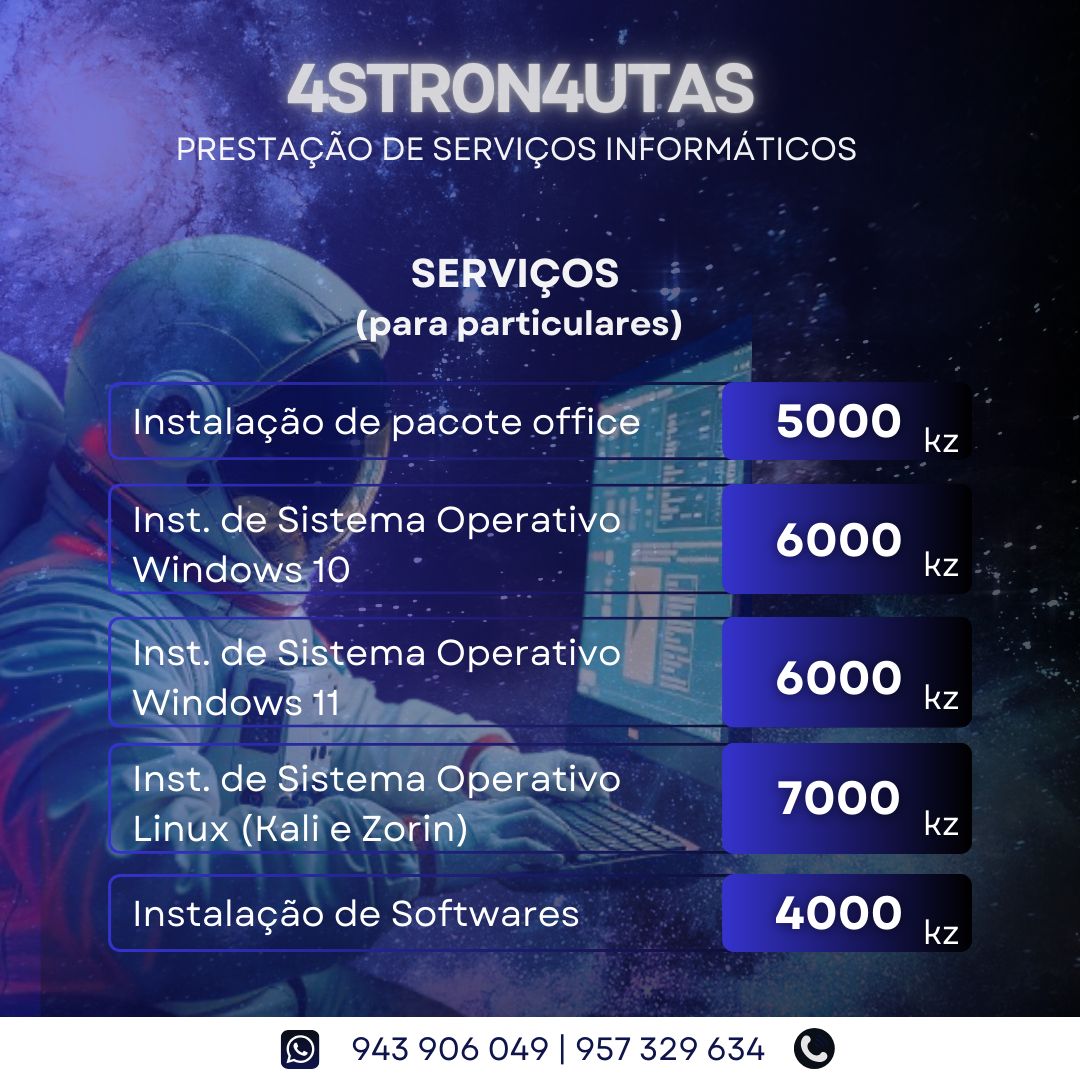 4STR0N4UTAS
PRESTAÇÃO DE SERVIÇOS INFORMÁTICOS
SERVIÇOS
(para particulares)
Instalação de pacote office
5000 kz
Inst. de Sistema Operativo
Windows 10
6000 kz
Inst. de Sistema Operativo
Windows 11
6000 kz
Inst. de Sistema Operativo
Linux (Kali e Zorin)
7000 kz
Instalação de Softwares
4000 kz
943 906 049 | 957 329 634